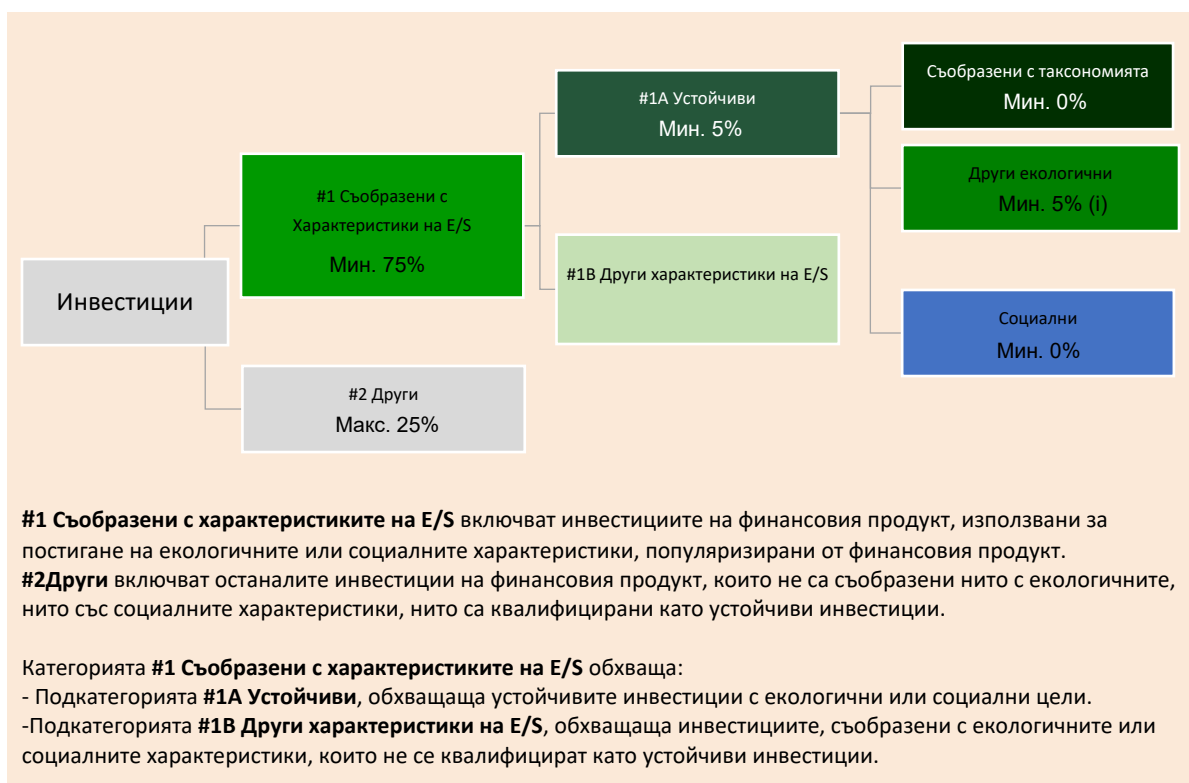 Инвестиции
#1 Съобразени с
Характеристики на E/S
Мин. 75%
#2 Други
Макс. 25%
#1A Устойчиви
Мин. 5%
#1B Други характеристики на E/S
Съобразени с таксономията
Мин. 0%
Други екологични
Мин. 5% (i)
Социални
Мин. 0%
#1 Съобразени с характеристиките на E/S включват инвестициите на финансовия продукт, използвани за
постигане на екологичните или социалните характеристики, популяризирани от финансовия продукт.
#2Други включват останалите инвестиции на финансовия продукт, които не са съобразени нито с екологичните,
нито със социалните характеристики, нито са квалифицирани като устойчиви инвестиции.
Категорията #1 Съобразени с характеристиките на E/S обхваща:
- Подкатегорията #1A Устойчиви, обхващаща устойчивите инвестиции с екологични или социални цели.
-Подкатегорията #1B Други характеристики на E/S, обхващаща инвестициите, съобразени с екологичните или
социалните характеристики, които не се квалифицират като устойчиви инвестиции.